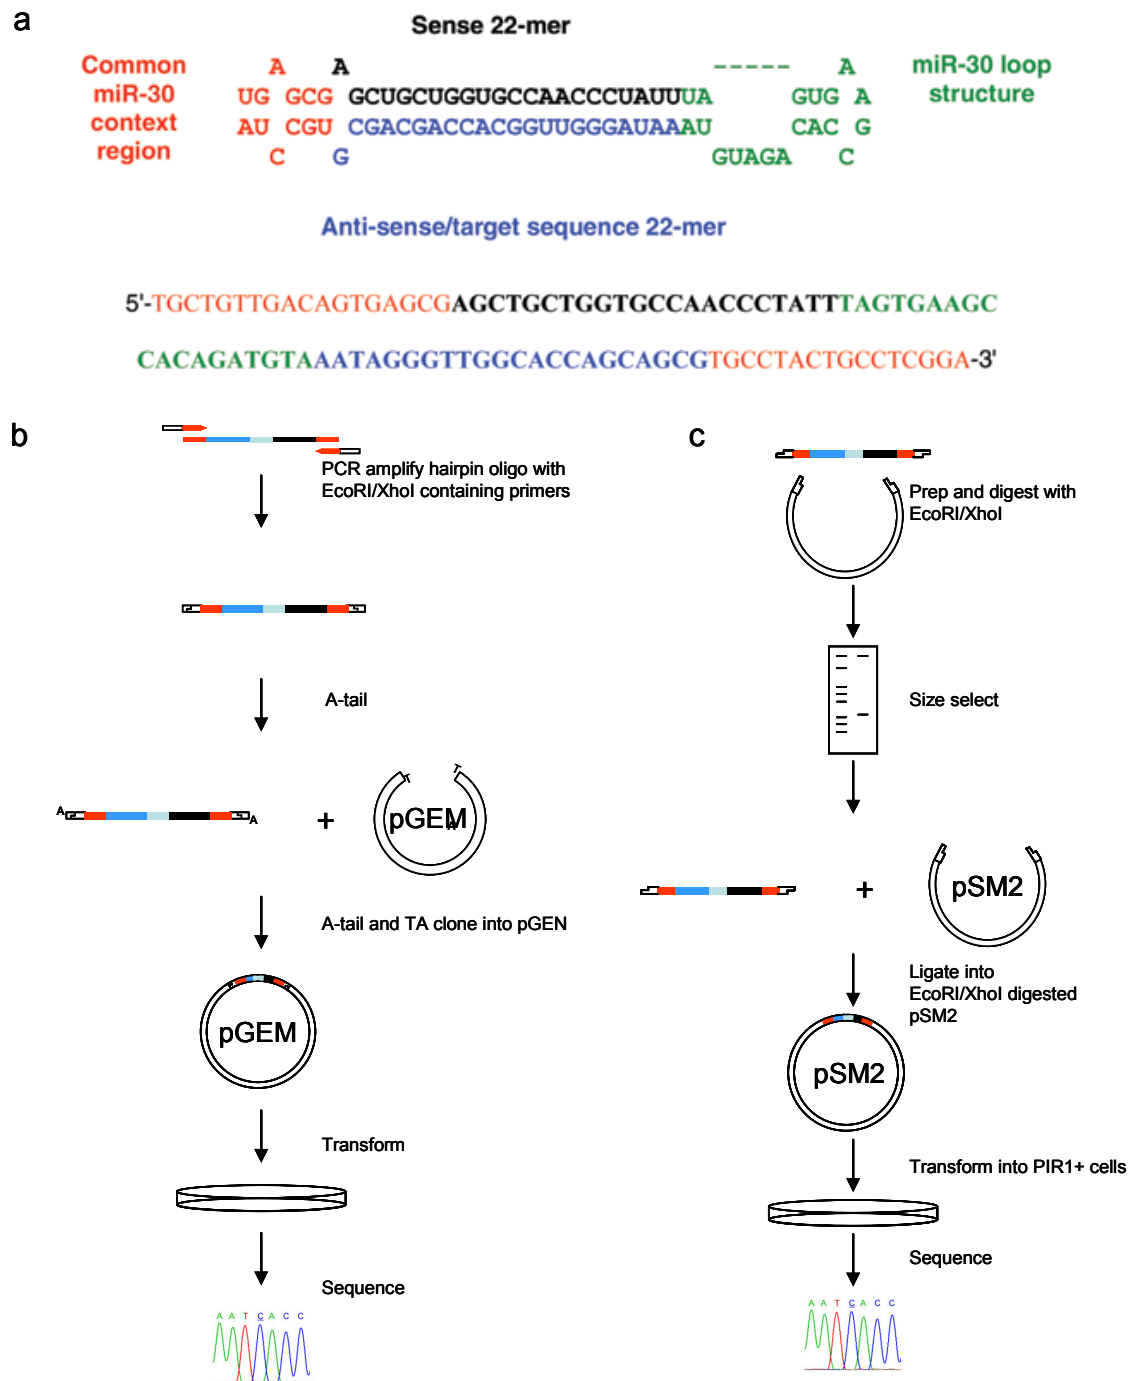 a
Sense 22-mer
Common miR-30 context region
A A ----- A
UG GCG GCUGCUGGUGCCAACCCUAUUUA GUG A
AU CGU CGACGACCACGGUUGGGAUAAAU CAC G
C G GUAGA C
miR-30 loop structure
Anti-sense/target sequence 22-mer
5'-TGCTGTTGACAGTGAGCGAGCTGCTGGTGCCAACCCTATTTAGTGAAGC
CACAGATGTAAATAGGGTTGGCACCAGCAGCGTGCCTACTGCCTCGGA-3'
b
PCR amplify hairpin oligo with
EcoRI/XhoI containing primers
A-tail
A
A
+
T
T
pGEM
A
A-tail and TA clone into pGEN
pGEM
Transform
Sequence
A A T C A C C
c
Prep and digest with
EcoRI/XhoI
Size select
+
pSM2
Ligate into
EcoRI/XhoI digested
pSM2
pSM2
Transform into PIR1+ cells
Sequence
A A T C A C C